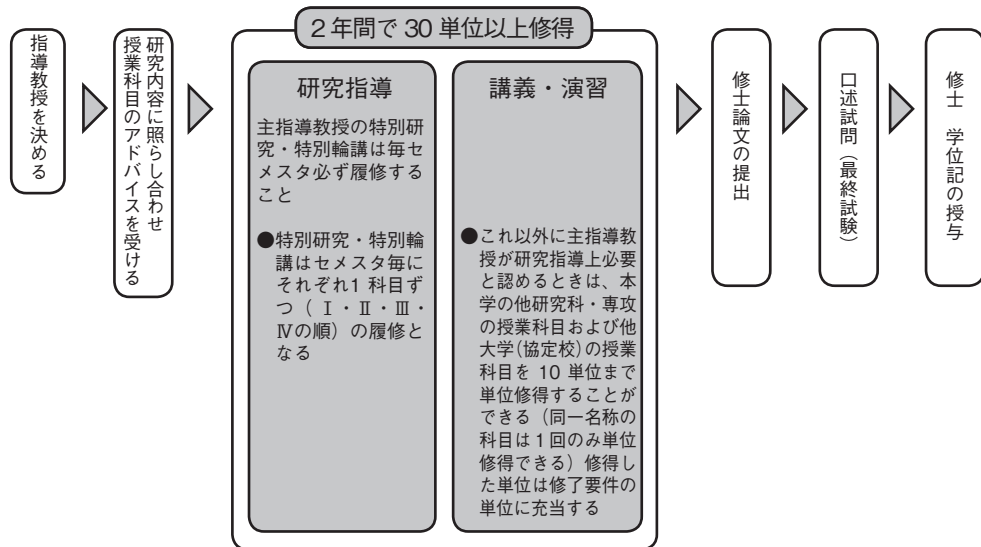 指導教授を決める
研究内容に照らし合わせ
授業科目のアドバイスを受ける
2年間で 30 単位以上修得
研究指導
主指導教授の特別研
究・特別輪講は毎セ
メスタ必ず履修する
こと
●特別研究・特別輪
講はセメスタ毎に
それぞれ1 科目ず
つ（Ⅰ・Ⅱ・Ⅲ・
Ⅳの順）の履修と
なる
講義・演習
●これ以外に主指導教
授が研究指導上必要
と認めるときは、本
学の他研究科・専攻
の授業科目および他
大学（協定校）の授業
科目を 10 単位まで
単位修得することが
できる（同一名称の
科目は1回のみ単位
修得できる）修得し
た単位は修了要件の
単位に充当する
修士論文の提出
口述試問（最終試験）
修士　学位記の授与